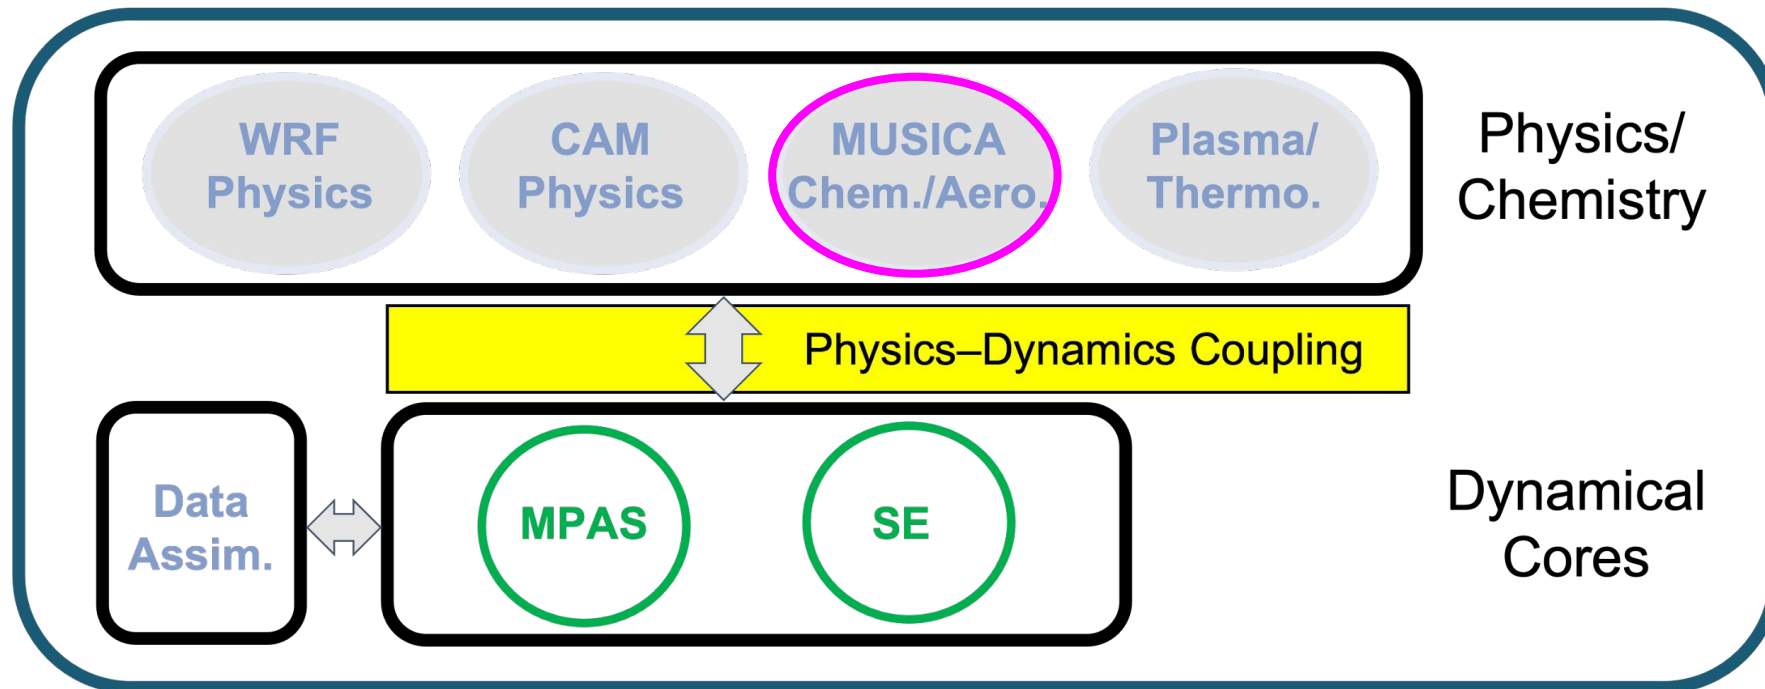 WRF
Physics
CAM
Physics
MUSICA
Chem./Aero.
Plasma/
Thermo.
Physics/
Chemistry
Physics–Dynamics Coupling
Data
Assim.
MPAS
SE
Dynamical
Cores